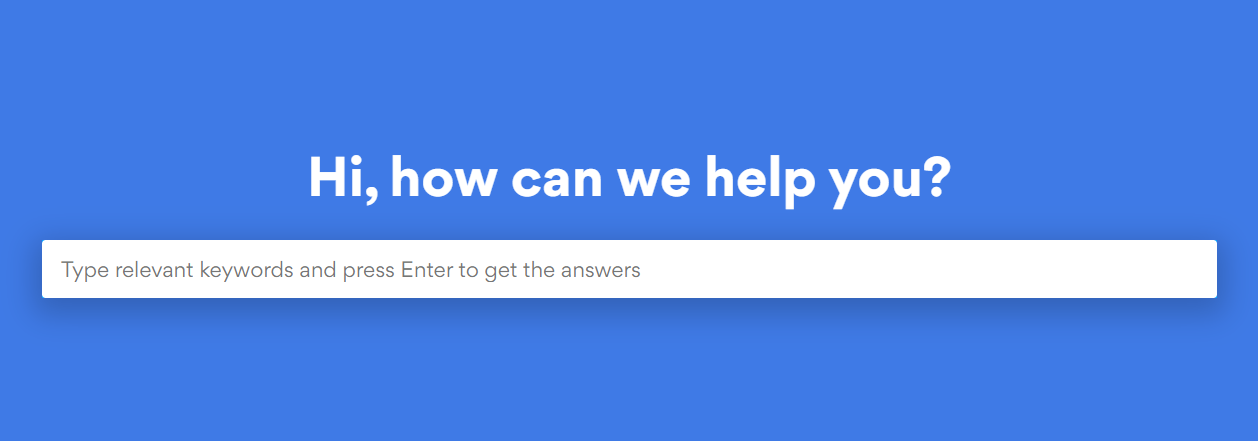 Hi, how can we help you?
Type relevant keywords and press Enter to get the answers